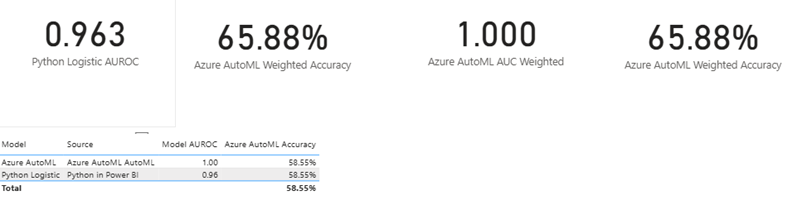 0.963
Python Logistic AUROC
65.88%
Azure AutoML Weighted Accuracy
1.000
Azure AutoML AUC Weighted
65.88%
Azure AutoML Weighted Accuracy
Model Source Model AUROC Azure AutoML Accuracy
Azure AutoML Azure AutoML AutoML 1.00 58.55%
Python Logistic Python in Power BI 0.96 58.55%
Total 58.55%